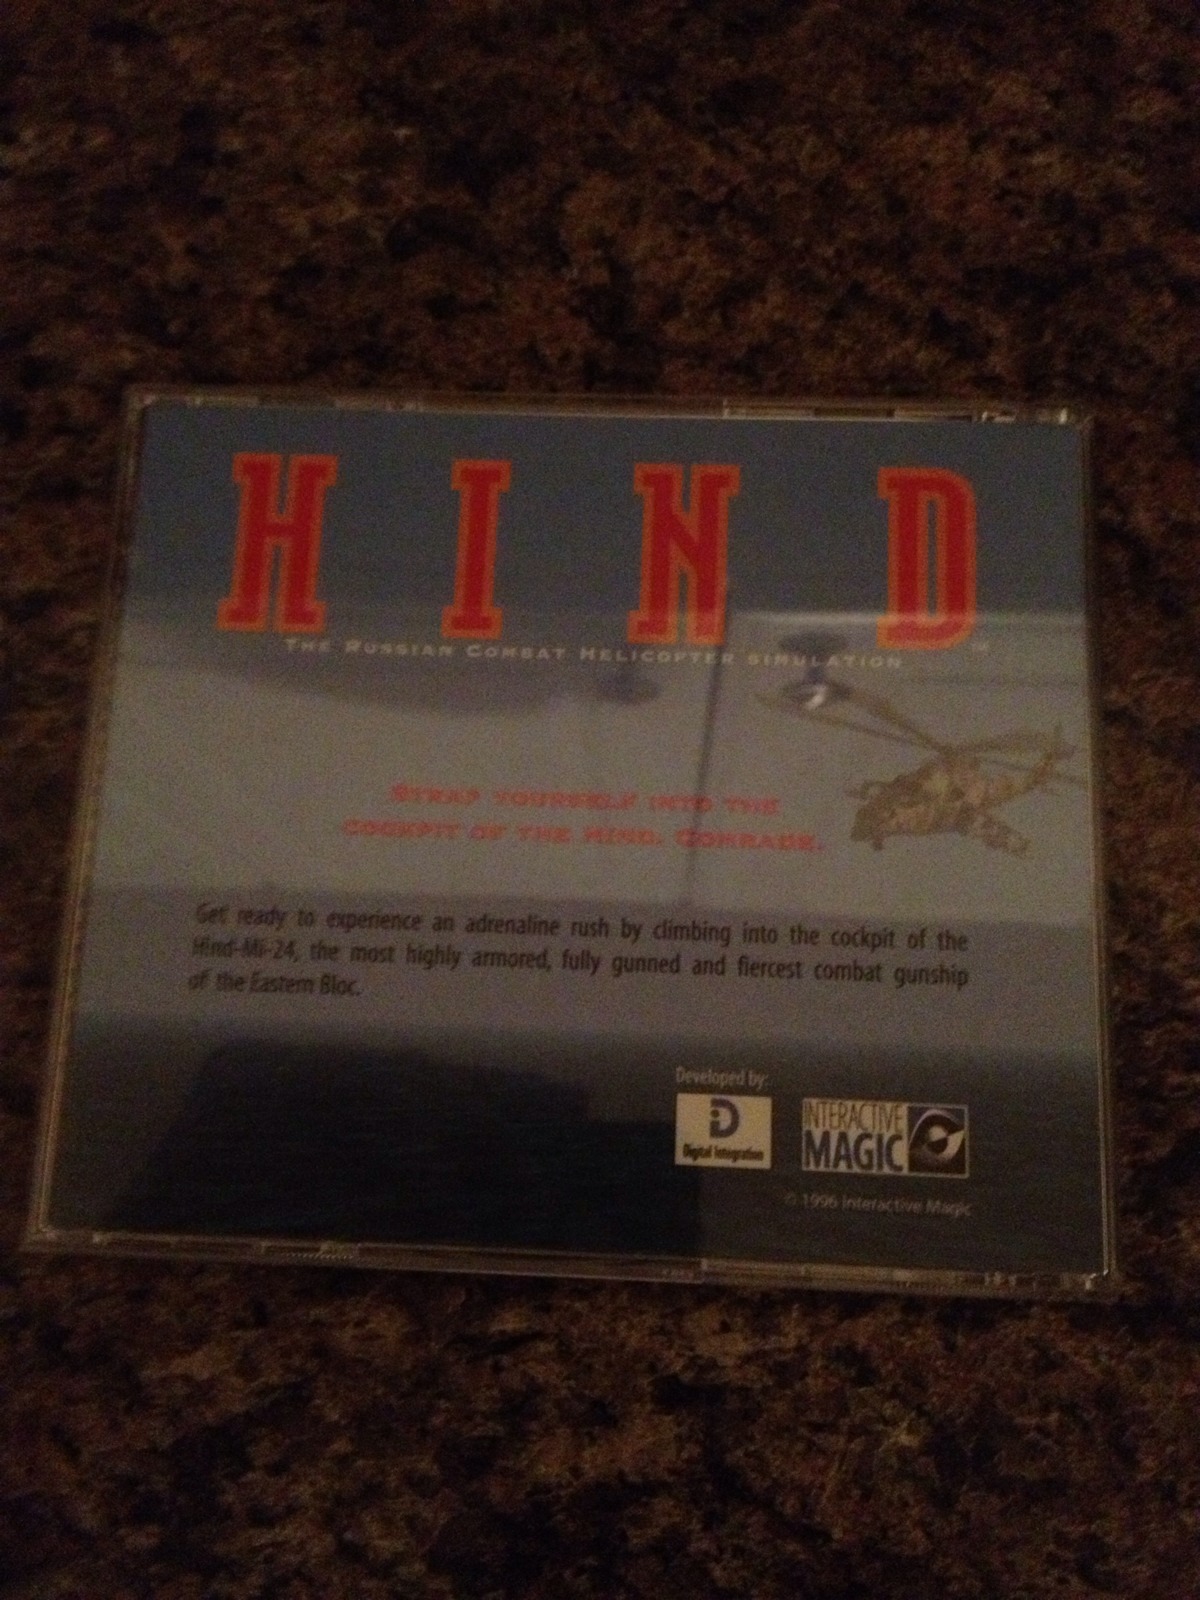 HIND™
THE RUSSIAN COMBAT HELICOPTER SIMULATION
STRAP YOURSELF INTO THE
COCKPIT OF THE HIND, COMRADE.
Get ready to experience an adrenaline rush by climbing into the cockpit of the
Hind-Mi-24, the most highly armored, fully gunned and fiercest combat gunship
of the Eastern Bloc.
Developed by:
Digital Integration
INTERACTIVE
MAGIC
© 1996 Interactive Magic